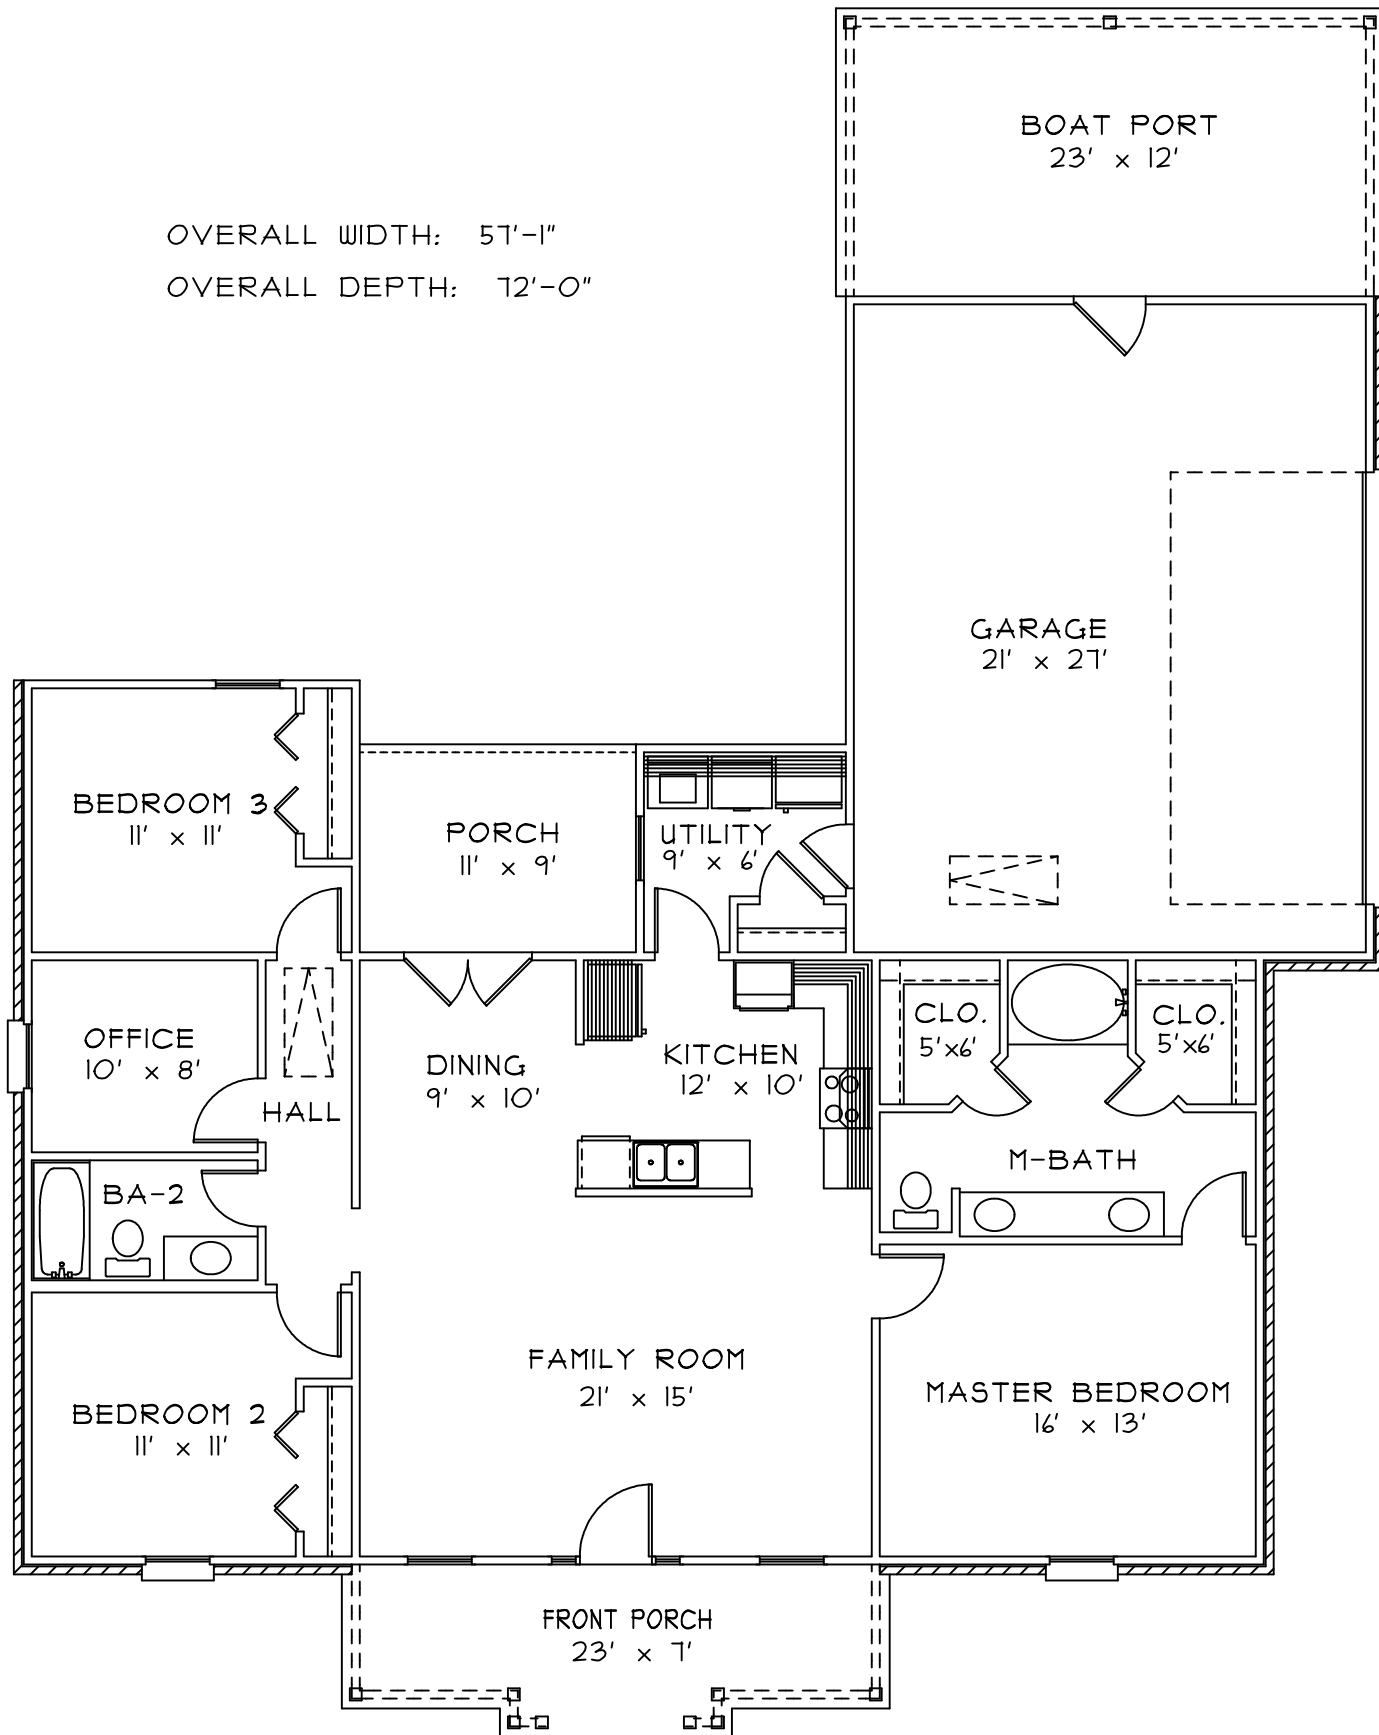 BOAT PORT
23' x 12'
OVERALL WIDTH: 57'-1"
OVERALL DEPTH: 72'-0"
GARAGE
21' x 27'
BEDROOM 3
11' x 11'
PORCH
11' x 9'
UTILITY
9' x 6'
OFFICE
10' x 8'
HALL
DINING
9' x 10'
KITCHEN
12' x 10'
CLO.
5'x6'
CLO.
5'x6'
M-BATH
BA-2
FAMILY ROOM
21' x 15'
MASTER BEDROOM
16' x 13'
BEDROOM 2
11' x 11'
FRONT PORCH
23' x 7'